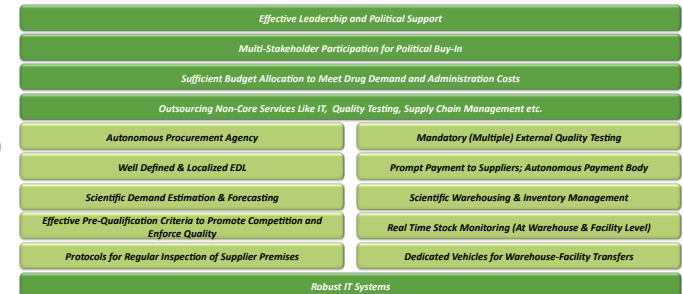 Effective Leadership and Political Support
Multi-Stakeholder Participation for Political Buy-In
Sufficient Budget Allocation to Meet Drug Demand and Administration Costs
Outsourcing Non-Core Services Like IT, Quality Testing, Supply Chain Management etc.
Autonomous Procurement Agency
Mandatory (Multiple) External Quality Testing
Well Defined & Localized EDL
Prompt Payment to Suppliers; Autonomous Payment Body
Scientific Demand Estimation & Forecasting
Scientific Warehousing & Inventory Management
Effective Pre-Qualification Criteria to Promote Competition and
Enforce Quality
Real Time Stock Monitoring (At Warehouse & Facility Level)
Protocols for Regular Inspection of Supplier Premises
Dedicated Vehicles for Warehouse-Facility Transfers
Robust IT Systems